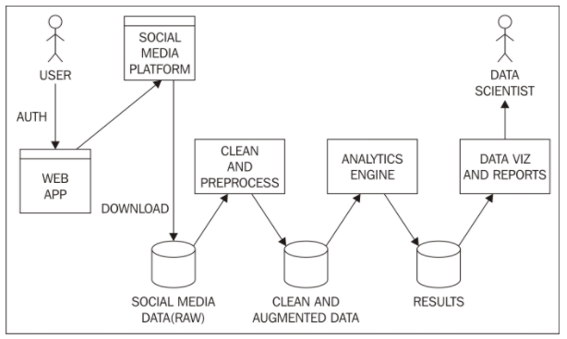 USER
AUTH
WEB
APP
SOCIAL
MEDIA
PLATFORM
DOWNLOAD
SOCIAL MEDIA
DATA(RAW)
CLEAN
AND
PREPROCESS
CLEAN AND
AUGMENTED DATA
ANALYTICS
ENGINE
RESULTS
DATA VIZ
AND REPORTS
DATA
SCIENTIST